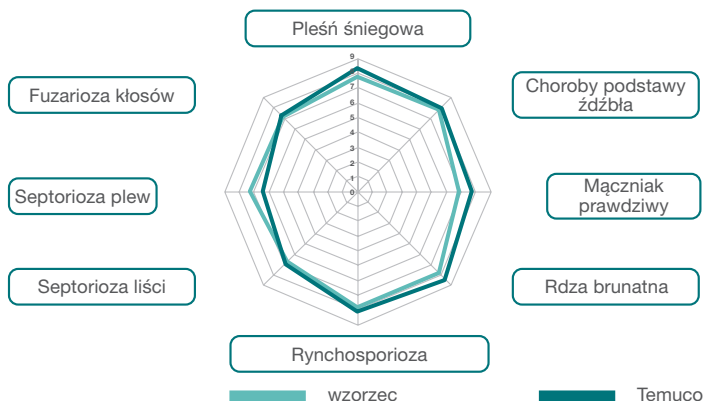 Pleśń śniegowa
Fuzarioza kłosów
Choroby podstawy
źdźbła
Septorioza plew
Mączniak
prawdziwy
Septorioza liści
Rdza brunatna
Rynchosporioza
9
8
7
6
5
4
3
2
1
0
wzorzec
Temuco